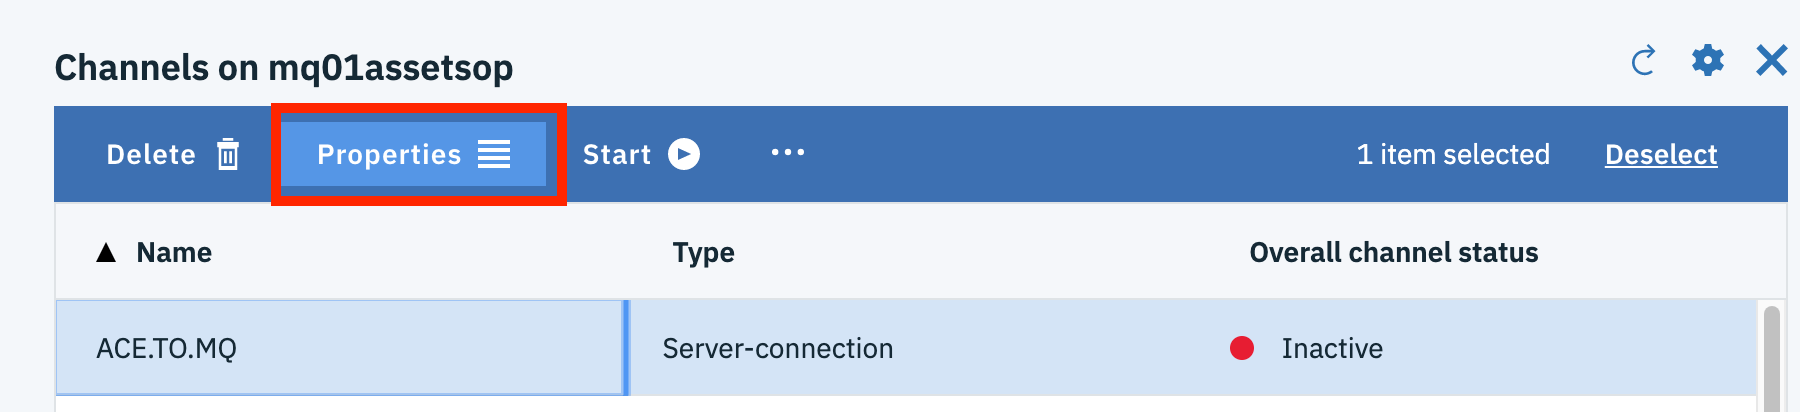 Channels on mq01assetsop
Delete Properties Start ... 1 item selected Deselect
▲ Name Type Overall channel status
ACE.TO.MQ Server-connection Inactive